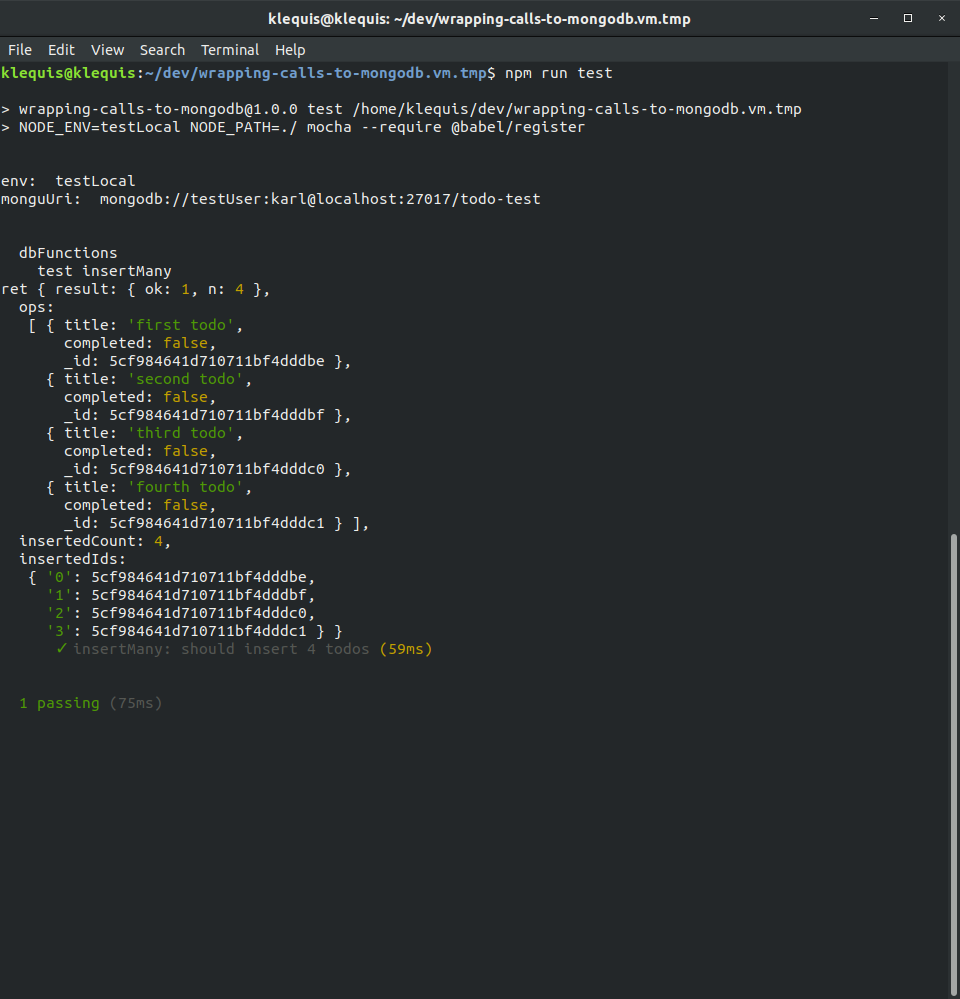 klequis@klequis: ~/dev/wrapping-calls-to-mongodb.vm.tmp
File Edit View Search Terminal Help
klequis@klequis:~/dev/wrapping-calls-to-mongodb.vm.tmp$ npm run test
> wrapping-calls-to-mongodb@1.0.0 test /home/klequis/dev/wrapping-calls-to-mongodb.vm.tmp
> NODE_ENV=testLocal NODE_PATH=./ mocha --require @babel/register
env:  testLocal
monguUri:  mongodb://testUser:karl@localhost:27017/todo-test
  dbFunctions
    test insertMany
ret { result: { ok: 1, n: 4 },
  ops:
   [ { title: 'first todo',
       completed: false,
       _id: 5cf984641d710711bf4dddbe },
     { title: 'second todo',
       completed: false,
       _id: 5cf984641d710711bf4dddbf },
     { title: 'third todo',
       completed: false,
       _id: 5cf984641d710711bf4dddc0 },
     { title: 'fourth todo',
       completed: false,
       _id: 5cf984641d710711bf4dddc1 } ],
  insertedCount: 4,
  insertedIds:
   { '0': 5cf984641d710711bf4dddbe,
     '1': 5cf984641d710711bf4dddbf,
     '2': 5cf984641d710711bf4dddc0,
     '3': 5cf984641d710711bf4dddc1 } }
      ✓ insertMany: should insert 4 todos (59ms)
  1 passing (75ms)